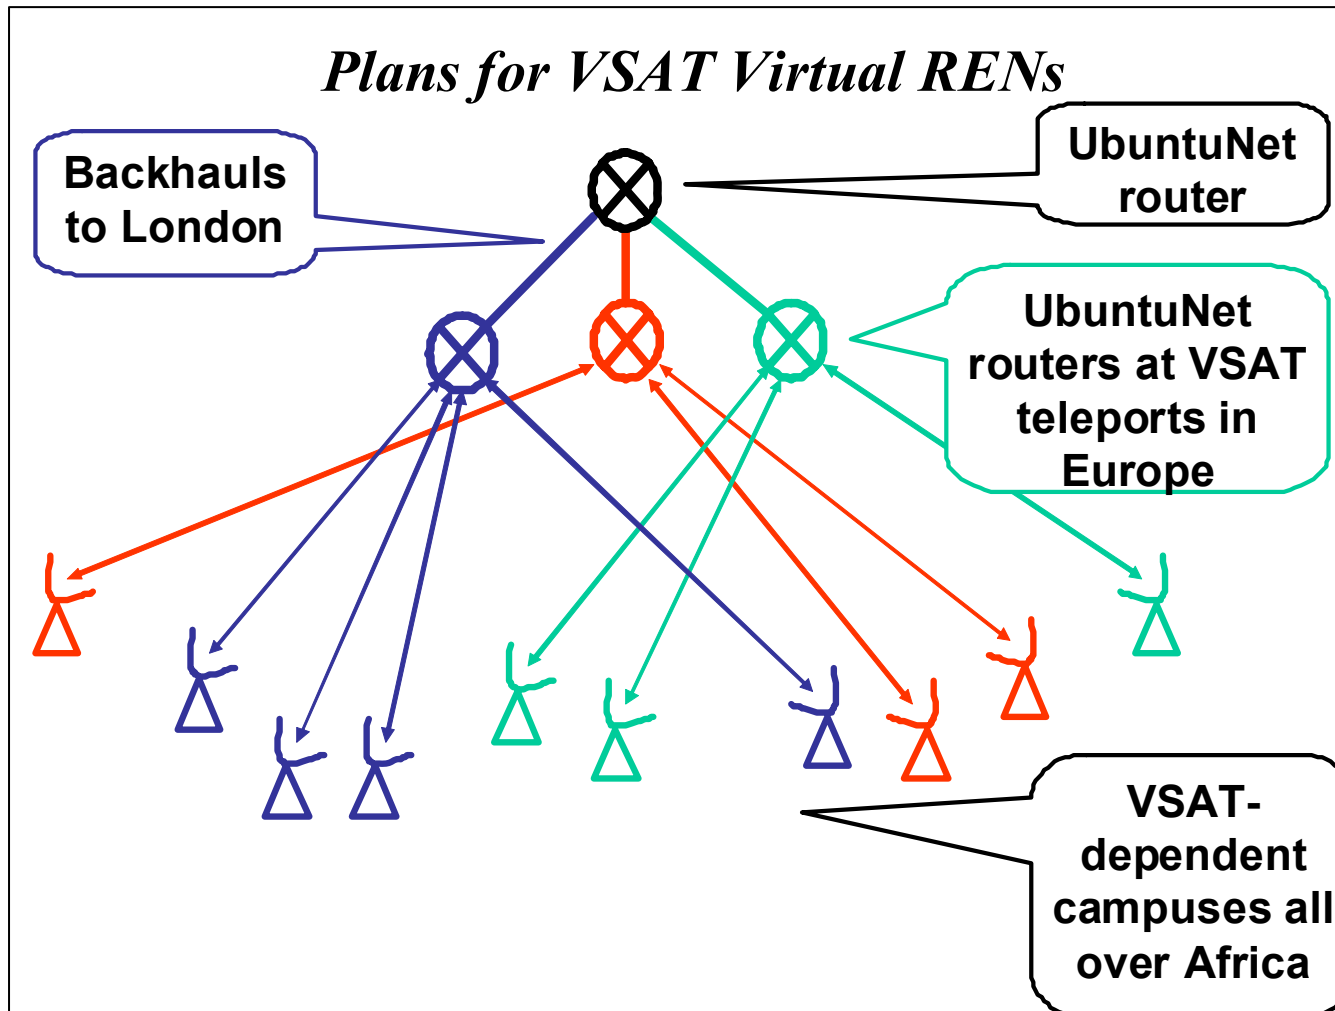 Plans for VSAT Virtual RENs
Backhauls
to London
UbuntuNet
router
UbuntuNet
routers at VSAT
teleports in
Europe
VSAT-
dependent
campuses all
over Africa